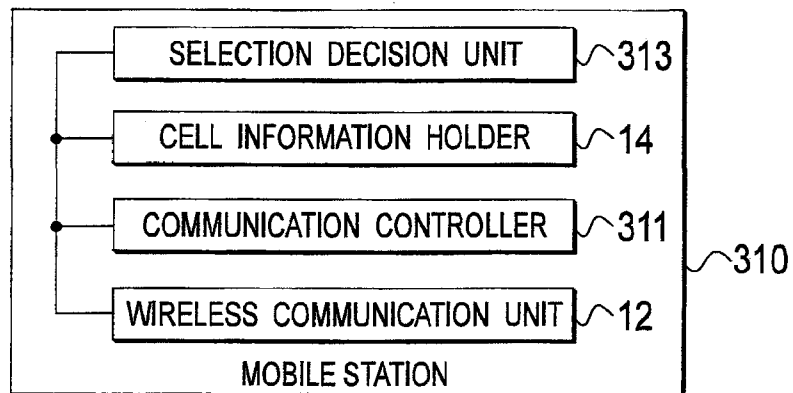 SELECTION DECISION UNIT 313
CELL INFORMATION HOLDER 14
COMMUNICATION CONTROLLER 311
310
WIRELESS COMMUNICATION UNIT 12
MOBILE STATION